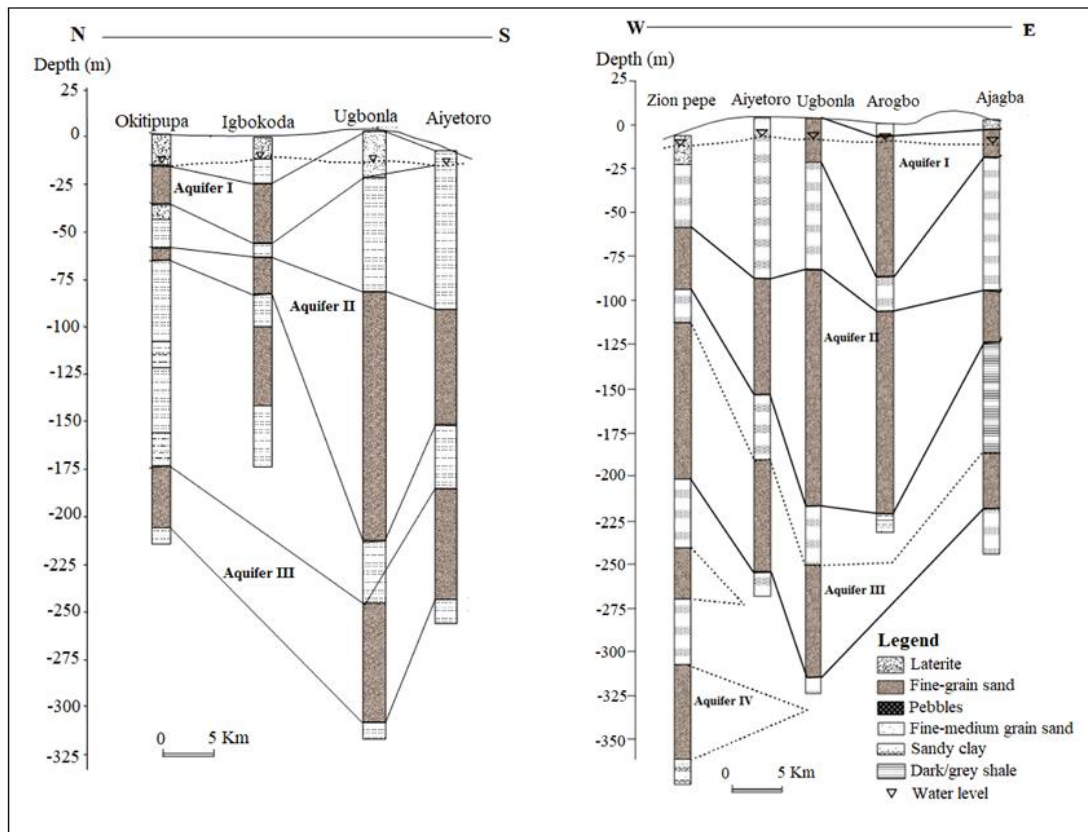 N S
Depth (m)
25
0
-25
-50
-75
-100
-125
-150
-175
-200
-225
-250
-275
-300
-325
Okitipupa Igbokoda Ugbonla Aiyetoro
Aquifer I
Aquifer II
Aquifer III
0 5 Km
W E
Depth (m)
25
0
-25
-50
-75
-100
-125
-150
-175
-200
-225
-250
-275
-300
-325
-350
Zion pepe Aiyetoro Ugbonla Arogbo Ajagba
Aquifer I
Aquifer II
Aquifer III
Aquifer IV
0 5 Km
Legend
Laterite
Fine-grain sand
Pebbles
Fine-medium grain sand
Sandy clay
Dark/grey shale
Water level